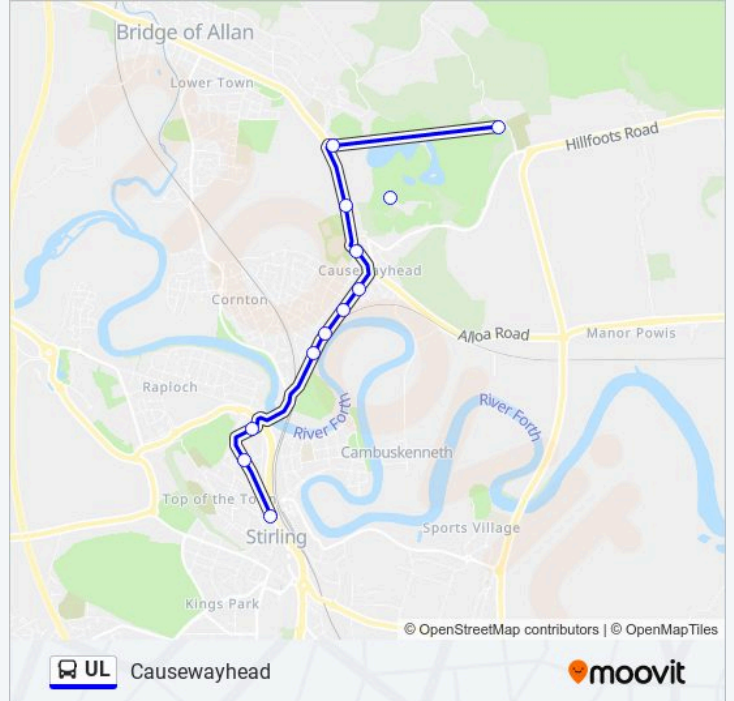 Bridge of Allan
Lower Town
Hillfoots Road
Causewayhead
Cornton
Alloa Road
Manor Powis
Raploch
River Forth
River Forth
Cambuskenneth
Top of the Town
Sports Village
Stirling
Kings Park
© OpenStreetMap contributors | © OpenMapTiles
UL Causewayhead
moovit